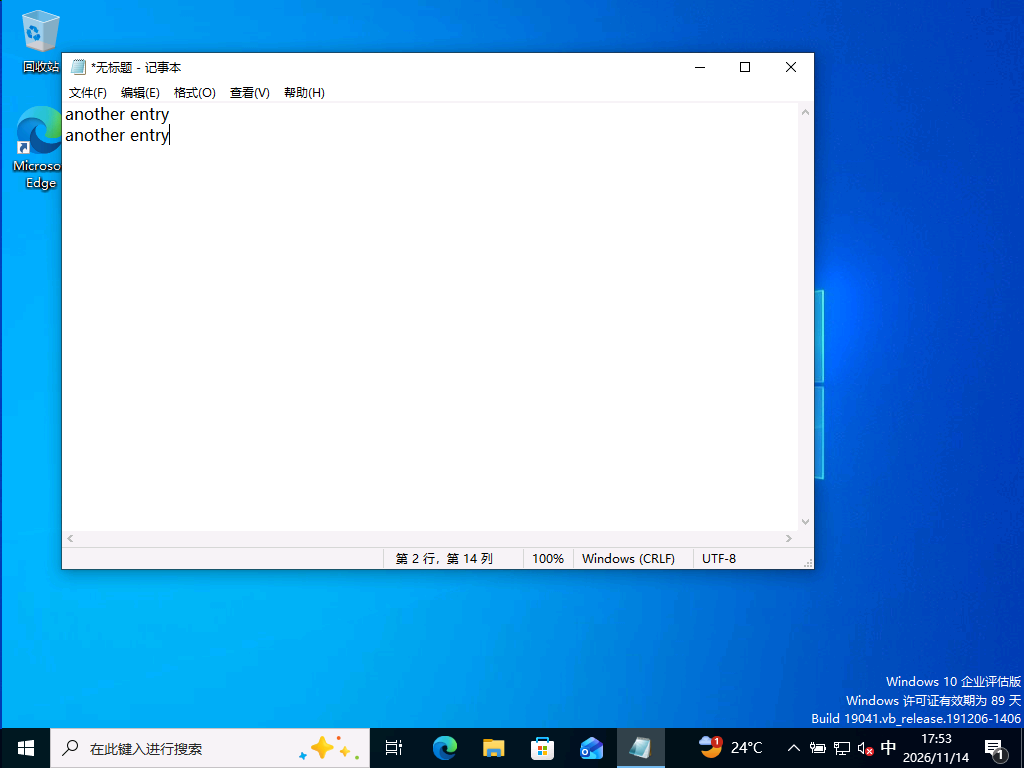 回收站
Microso
Edge
*无标题 - 记事本
文件(F) 编辑(E) 格式(O) 查看(V) 帮助(H)
another entry
another entry
第 2 行，第 14 列 100% Windows (CRLF) UTF-8
Windows 10 企业评估版
Windows 许可证有效期为 89 天
Build 19041.vb_release.191206-1406
在此键入进行搜索
1
24°C
中
17:53
2026/11/14
1